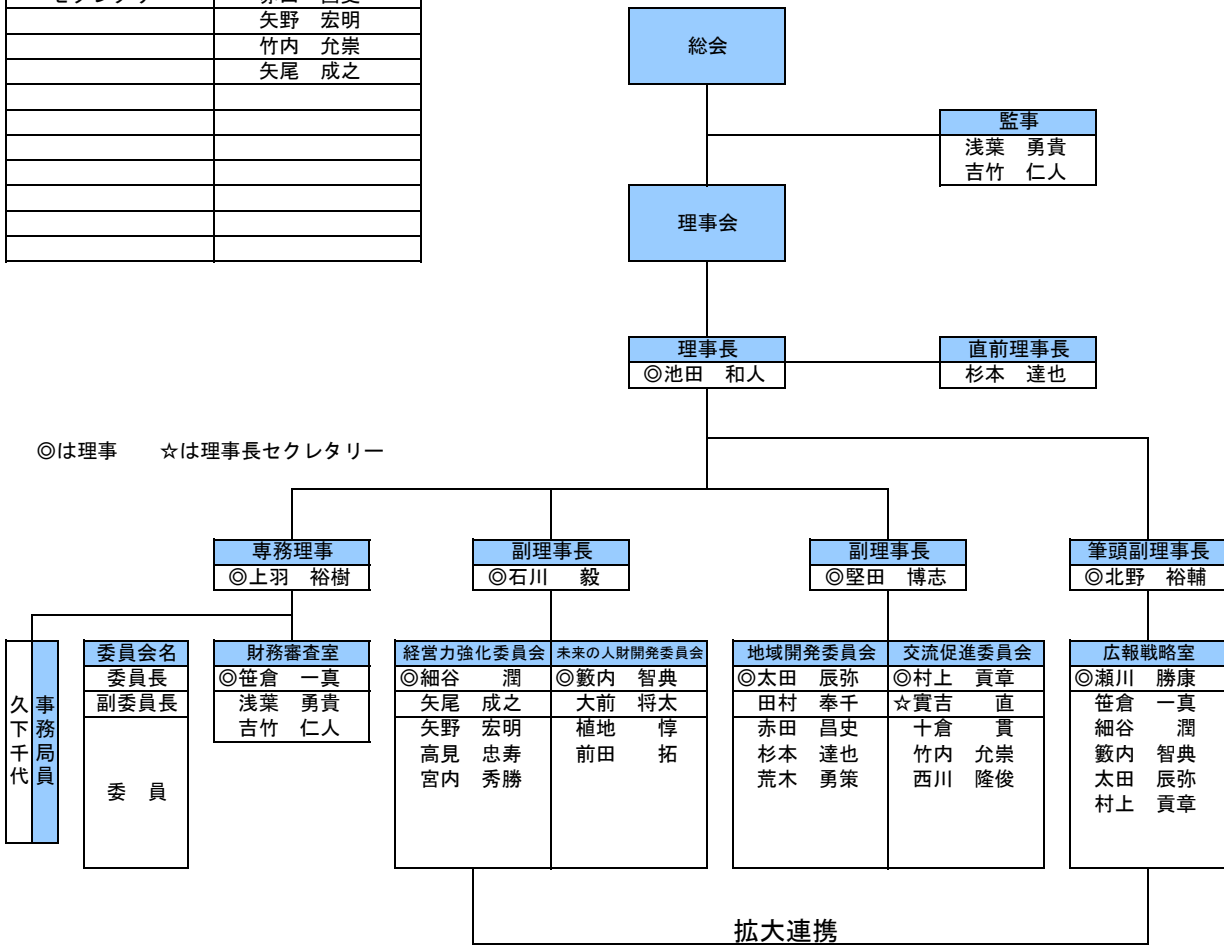 矢野　宏明
竹内　允崇
矢尾　成之
総会
監事
浅葉　勇貴
吉竹　仁人
理事会
理事長
◎池田　和人
直前理事長
杉本　達也
◎は理事　　☆は理事長セクレタリー
専務理事
◎上羽　裕樹
副理事長
◎石川　　毅
副理事長
◎堅田　博志
筆頭副理事長
◎北野　裕輔
久下千代
事務局員
委員会名
委員長
副委員長
委　員
財務審査室
◎笹倉　一真
浅葉　勇貴
吉竹　仁人
経営力強化委員会
◎細谷　　潤
矢尾　成之
矢野　宏明
高見　忠寿
宮内　秀勝
未来の人財開発委員会
◎籔内　智典
大前　将太
植地　　惇
前田　　拓
地域開発委員会
◎太田　辰弥
田村　奉千
赤田　昌史
杉本　達也
荒木　勇策
交流促進委員会
◎村上　貢章
☆實吉　　直
十倉　　貫
竹内　允崇
西川　隆俊
広報戦略室
◎瀬川　勝康
笹倉　一真
細谷　　潤
籔内　智典
太田　辰弥
村上　貢章
拡大連携